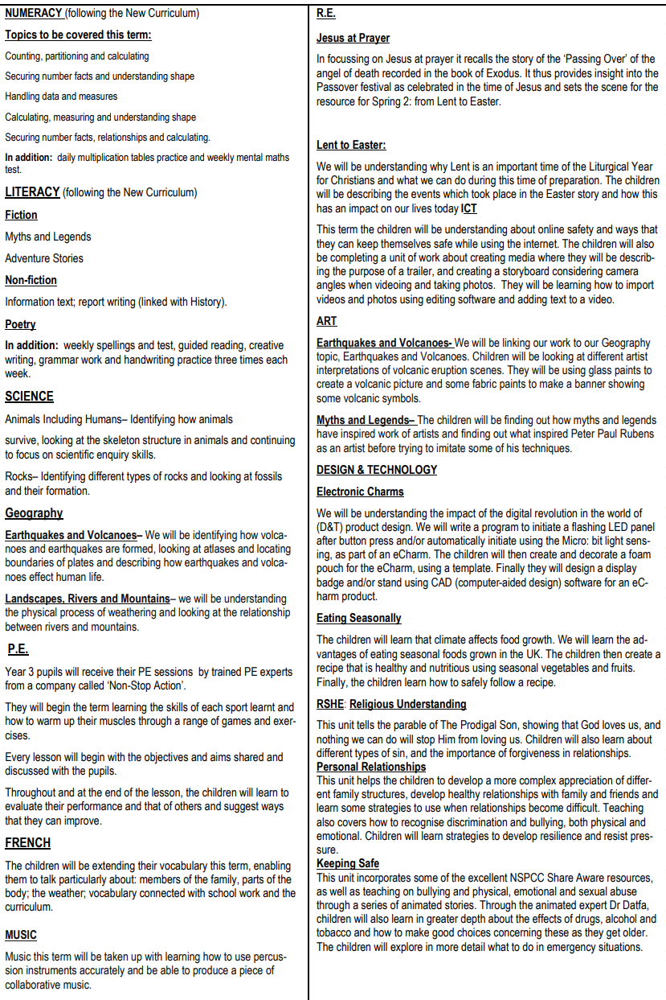 NUMERACY (following the New Curriculum)
Topics to be covered this term:
Counting, partitioning and calculating
Securing number facts and understanding shape
Handling data and measures
Calculating, measuring and understanding shape
Securing number facts, relationships and calculating.
In addition: daily multiplication tables practice and weekly mental maths
test.
LITERACY (following the New Curriculum)
Fiction
Myths and Legends
Adventure Stories
Non-fiction
Information text; report writing (linked with History).
Poetry
In addition: weekly spellings and test, guided reading, creative
writing, grammar work and handwriting practice three times each
week.
SCIENCE
Animals Including Humans– Identifying how animals
survive, looking at the skeleton structure in animals and continuing
to focus on scientific enquiry skills.
Rocks– Identifying different types of rocks and looking at fossils
and their formation.
Geography
Earthquakes and Volcanoes– We will be identifying how volca-
noes and earthquakes are formed, looking at atlases and locating
boundaries of plates and describing how earthquakes and volca-
noes effect human life.
Landscapes, Rivers and Mountains– we will be understanding
the physical process of weathering and looking at the relationship
between rivers and mountains.
P.E.
Year 3 pupils will receive their PE sessions by trained PE experts
from a company called ‘Non-Stop Action’.
They will begin the term learning the skills of each sport learnt and
how to warm up their muscles through a range of games and exer-
cises.
Every lesson will begin with the objectives and aims shared and
discussed with the pupils.
Throughout and at the end of the lesson, the children will learn to
evaluate their performance and that of others and suggest ways
that they can improve.
FRENCH
The children will be extending their vocabulary this term, enabling
them to talk particularly about: members of the family, parts of the
body; the weather; vocabulary connected with school work and the
curriculum.
MUSIC
Music this term will be taken up with learning how to use percus-
sion instruments accurately and be able to produce a piece of
collaborative music.
R.E.
Jesus at Prayer
In focussing on Jesus at prayer it recalls the story of the ‘Passing Over’ of the
angel of death recorded in the book of Exodus. It thus provides insight into the
Passover festival as celebrated in the time of Jesus and sets the scene for the
resource for Spring 2: from Lent to Easter.
Lent to Easter:
We will be understanding why Lent is an important time of the Liturgical Year
for Christians and what we can do during this time of preparation. The children
will be describing the events which took place in the Easter story and how this
has an impact on our lives today ICT
This term the children will be understanding about online safety and ways that
they can keep themselves safe while using the internet. The children will also
be completing a unit of work about creating media where they will be describ-
ing the purpose of a trailer, and creating a storyboard considering camera
angles when videoing and taking photos. They will be learning how to import
videos and photos using editing software and adding text to a video.
ART
Earthquakes and Volcanoes- We will be linking our work to our Geography
topic, Earthquakes and Volcanoes. Children will be looking at different artist
interpretations of volcanic eruption scenes. They will be using glass paints to
create a volcanic picture and some fabric paints to make a banner showing
some volcanic symbols.
Myths and Legends– The children will be finding out how myths and legends
have inspired work of artists and finding out what inspired Peter Paul Rubens
as an artist before trying to imitate some of his techniques.
DESIGN & TECHNOLOGY
Electronic Charms
We will be understanding the impact of the digital revolution in the world of
(D&T) product design. We will write a program to initiate a flashing LED panel
after button press and/or automatically initiate using the Micro: bit light sens-
ing, as part of an eCharm. The children will then create and decorate a foam
pouch for the eCharm, using a template. Finally they will design a display
badge and/or stand using CAD (computer-aided design) software for an eC-
harm product.
Eating Seasonally
The children will learn that climate affects food growth. We will learn the ad-
vantages of eating seasonal foods grown in the UK. The children then create a
recipe that is healthy and nutritious using seasonal vegetables and fruits.
Finally, the children learn how to safely follow a recipe.
RSHE: Religious Understanding
This unit tells the parable of The Prodigal Son, showing that God loves us, and
nothing we can do will stop Him from loving us. Children will also learn about
different types of sin, and the importance of forgiveness in relationships.
Personal Relationships
This unit helps the children to develop a more complex appreciation of differ-
ent family structures, develop healthy relationships with family and friends and
learn some strategies to use when relationships become difficult. Teaching
also covers how to recognise discrimination and bullying, both physical and
emotional. Children will learn strategies to develop resilience and resist pres-
sure.
Keeping Safe
This unit incorporates some of the excellent NSPCC Share Aware resources,
as well as teaching on bullying and physical, emotional and sexual abuse
through a series of animated stories. Through the animated expert Dr Datfa,
children will also learn in greater depth about the effects of drugs, alcohol and
tobacco and how to make good choices concerning these as they get older.
The children will explore in more detail what to do in emergency situations.